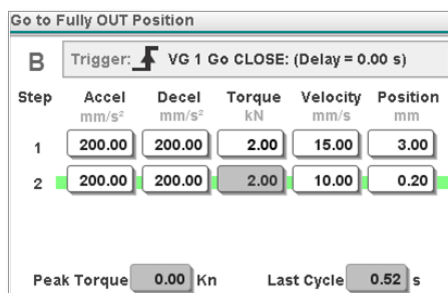 Go to Fully OUT Position
B Trigger: VG 1 Go CLOSE: (Delay = 0.00 s)
Step Accel Decel Torque Velocity Position
mm/s² mm/s² kN mm/s mm
1 200.00 200.00 2.00 15.00 3.00
2 200.00 200.00 2.00 10.00 0.20
Peak Torque 0.00 Kn Last Cycle 0.52 s